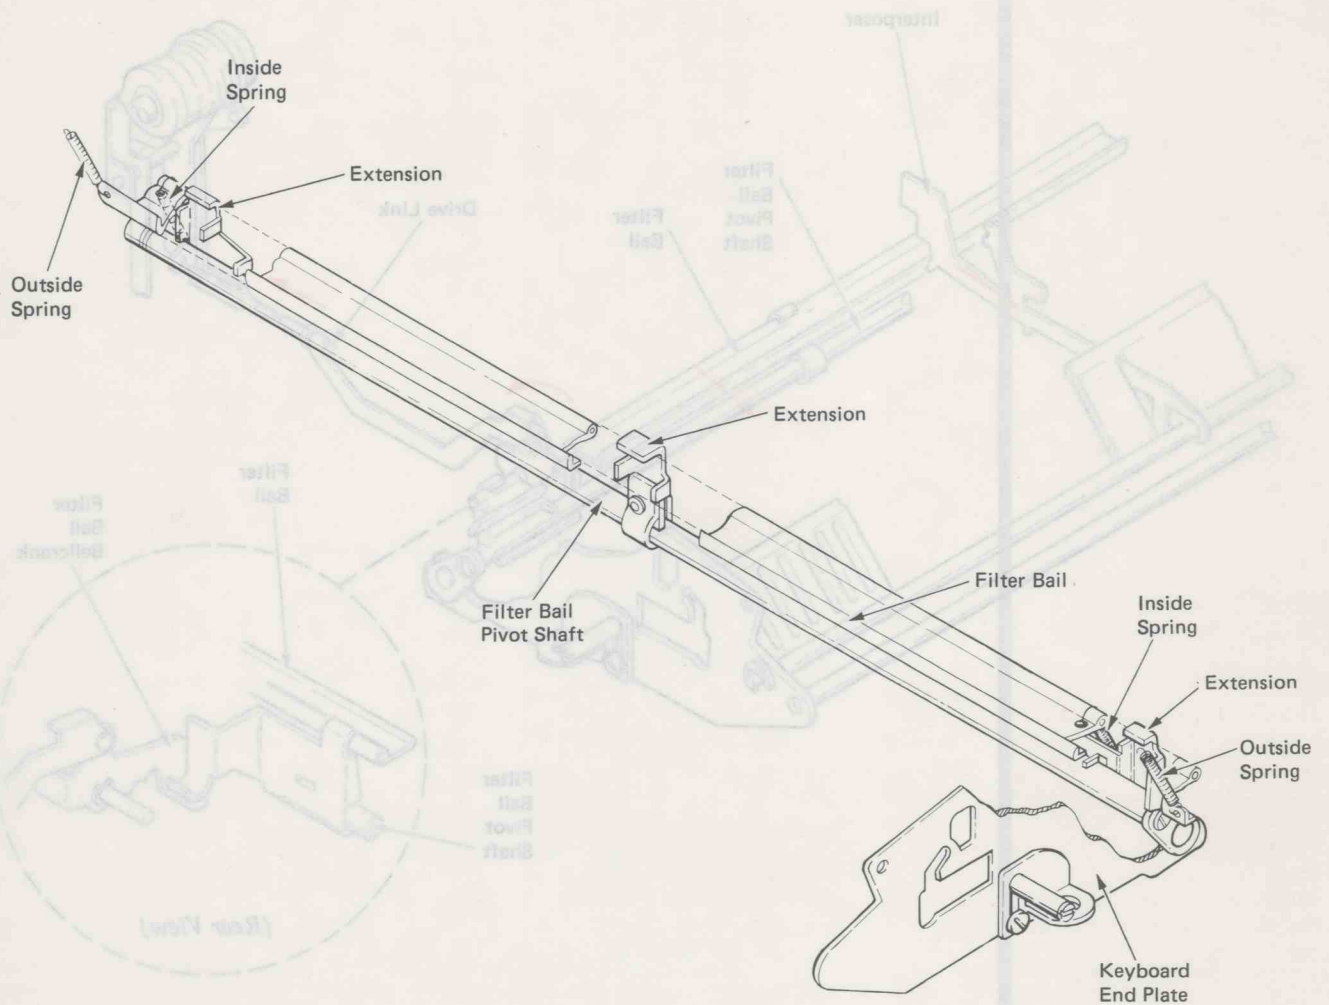 Inside
Spring
Extension
Outside
Spring
Extension
Filter Bail
Pivot Shaft
Filter Bail
Inside
Spring
Extension
Outside
Spring
Keyboard
End Plate
Interposer
Filter
Bail
Pivot
Shaft
Filter
Bail
Drive Link
Filter
Bail
Filter
Bail
Bellcrank
Filter
Bail
Pivot
Shaft
(Rear View)